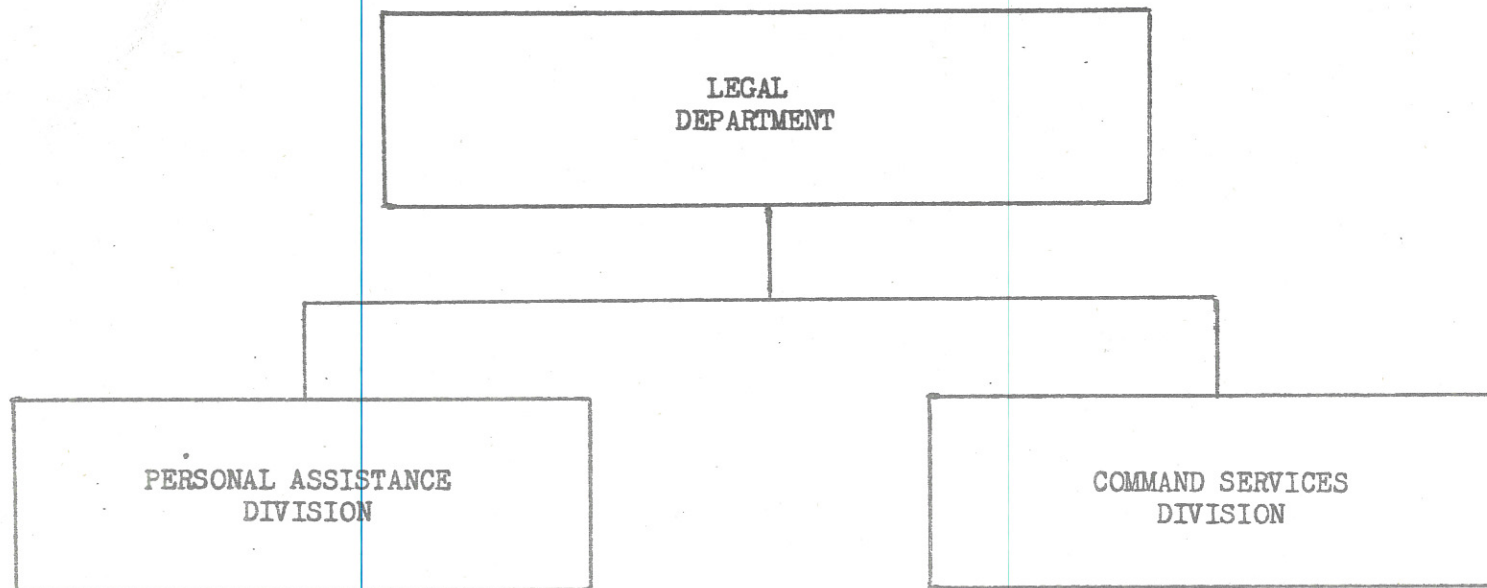 LEGAL
DEPARTMENT
PERSONAL ASSISTANCE
DIVISION
COMMAND SERVICES
DIVISION